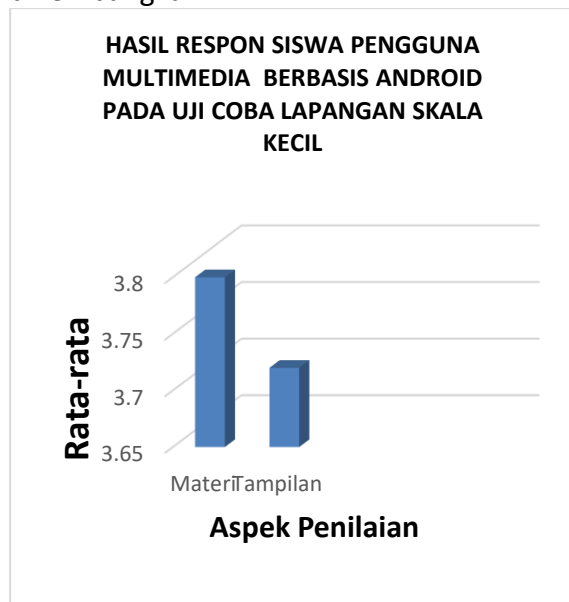 HASIL RESPON SISWA PENGGUNA
MULTIMEDIA BERBASIS ANDROID
PADA UJI COBA LAPANGAN SKALA
KECIL
3.8
3.75
3.7
3.65
Rata-rata
Materi Tampilan
Aspek Penilaian